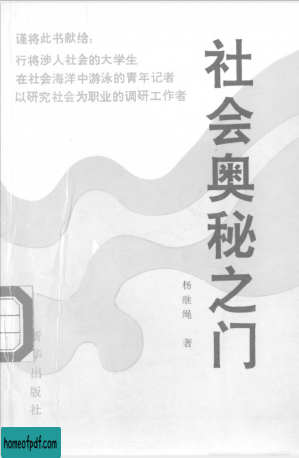 谨将此书献给：
行将涉入社会的大学生
在社会海洋中游泳的青年记者
以研究社会为职业的调研工作者
社会奥秘之门
杨继绳 著
新华出版社
homeofpdf.com